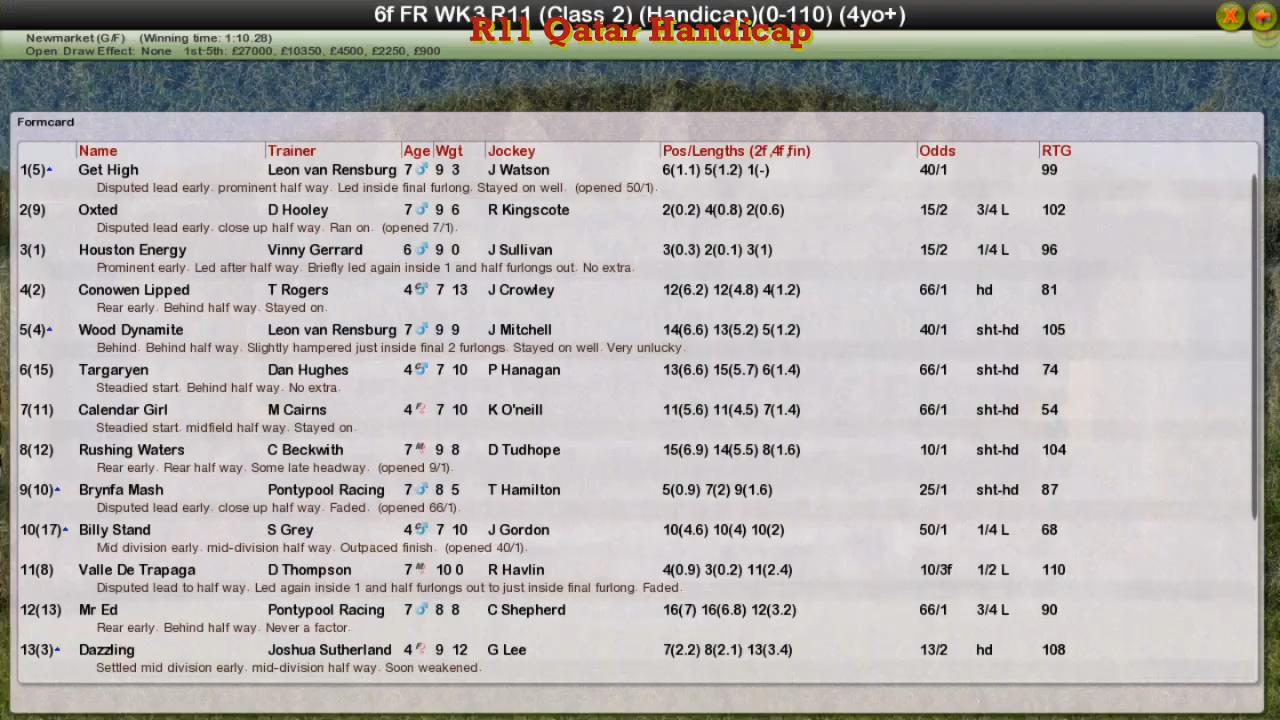 6f FR WK3 R11 (Class 2) (Handicap)(0-110) (4yo+)
R11 Qatar Handicap
Newmarket (G/F) (Winning time: 1:10.28)
Open Draw Effect: None 1st-5th: £27000, £10350, £4500, £2250, £900
Formcard
Name Trainer Age Wgt Jockey Pos/Lengths (2f,4f,fin) Odds RTG
1(5) Get High Leon van Rensburg 7 9 3 J Watson 6(1.1) 5(1.2) 1(-) 40/1 99
Disputed lead early. prominent half way. Led inside final furlong. Stayed on well. (opened 50/1).
2(9) Oxted D Hooley 7 9 6 R Kingscote 2(0.2) 4(0.8) 2(0.6) 15/2 3/4 L 102
Disputed lead early. close up half way. Ran on. (opened 7/1).
3(1) Houston Energy Vinny Gerrard 6 9 0 J Sullivan 3(0.3) 2(0.1) 3(1) 15/2 1/4 L 96
Prominent early. Led after half way. Briefly led again inside 1 and half furlongs out. No extra.
4(2) Conowen Lipped T Rogers 4 7 13 J Crowley 12(6.2) 12(4.8) 4(1.2) 66/1 hd 81
Rear early. Behind half way. Stayed on.
5(4) Wood Dynamite Leon van Rensburg 7 9 9 J Mitchell 14(6.6) 13(5.2) 5(1.2) 40/1 sht-hd 105
Behind. Behind half way. Slightly hampered just inside final 2 furlongs. Stayed on well. Very unlucky.
6(15) Targaryen Dan Hughes 4 7 10 P Hanagan 13(6.6) 15(5.7) 6(1.4) 66/1 sht-hd 74
Steadied start. Behind half way. No extra.
7(11) Calendar Girl M Cairns 4 7 10 K O'neill 11(5.6) 11(4.5) 7(1.4) 66/1 sht-hd 54
Steadied start. midfield half way. Stayed on.
8(12) Rushing Waters C Beckwith 7 9 8 D Tudhope 15(6.9) 14(5.5) 8(1.6) 10/1 sht-hd 104
Rear early. Rear half way. Some late headway. (opened 9/1).
9(10) Brynfa Mash Pontypool Racing 7 8 5 T Hamilton 5(0.9) 7(2) 9(1.6) 25/1 sht-hd 87
Disputed lead early. close up half way. Faded. (opened 66/1).
10(17) Billy Stand S Grey 4 7 10 J Gordon 10(4.6) 10(4) 10(2) 50/1 1/4 L 68
Mid division early. mid-division half way. Outpaced finish. (opened 40/1).
11(8) Valle De Trapaga D Thompson 7 10 0 R Havlin 4(0.9) 3(0.2) 11(2.4) 10/3f 1/2 L 110
Disputed lead to half way. Led again inside 1 and half furlongs out to just inside final furlong. Faded.
12(13) Mr Ed Pontypool Racing 7 8 8 C Shepherd 16(7) 16(6.8) 12(3.2) 66/1 3/4 L 90
Rear early. Behind half way. Never a factor.
13(3) Dazzling Joshua Sutherland 4 9 12 G Lee 7(2.2) 8(2.1) 13(3.4) 13/2 hd 108
Settled mid division early. mid-division half way. Soon weakened.